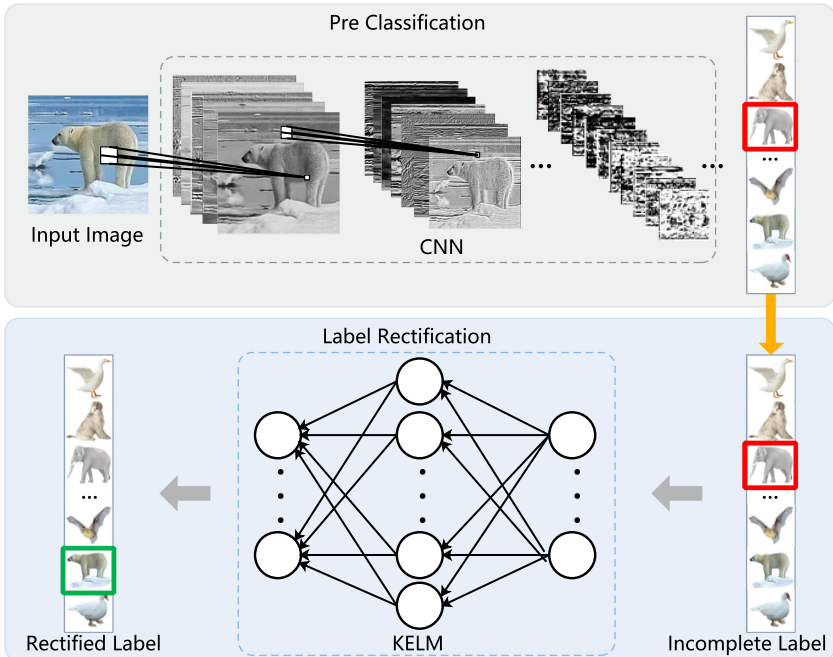 Pre Classification
Input Image
CNN
...
...
...
Label Rectification
...
...
Rectified Label
KELM
Incomplete Label